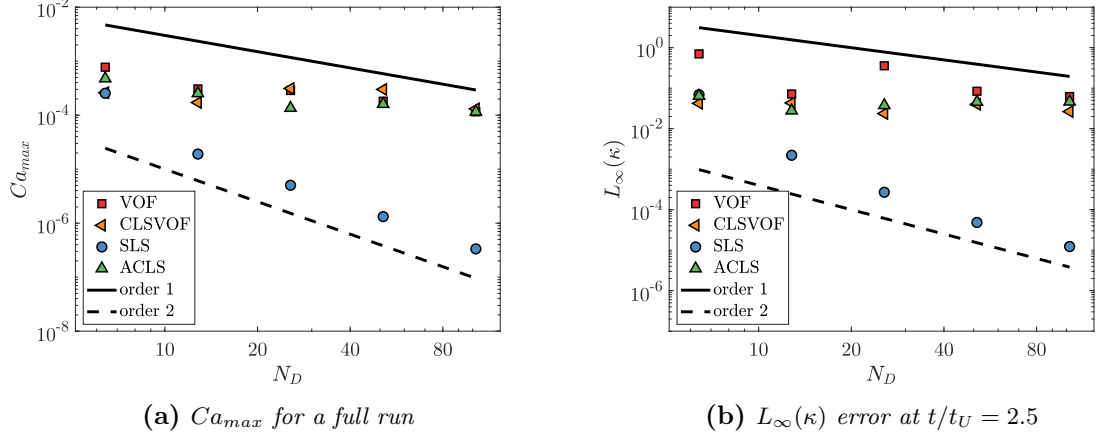 10^-2
10^-4
10^-6
10^-8
Ca_max
VOF
CLSVOF
SLS
ACLS
order 1
order 2
10 20 40 80
N_D
(a) Ca_max for a full run
10^0
10^-2
10^-4
10^-6
L_∞(κ)
VOF
CLSVOF
SLS
ACLS
order 1
order 2
10 20 40 80
N_D
(b) L_∞(κ) error at t/t_U = 2.5